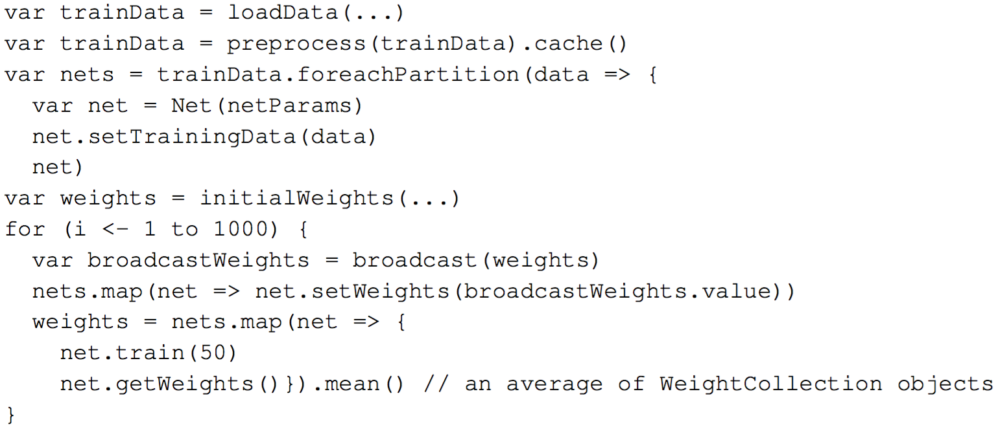 var trainData = loadData(...)
var trainData = preprocess(trainData).cache()
var nets = trainData.foreachPartition(data => {
  var net = Net(netParams)
  net.setTrainingData(data)
  net)
var weights = initialWeights(...)
for (i <- 1 to 1000) {
  var broadcastWeights = broadcast(weights)
  nets.map(net => net.setWeights(broadcastWeights.value))
  weights = nets.map(net => {
    net.train(50)
    net.getWeights()}).mean() // an average of WeightCollection objects
}